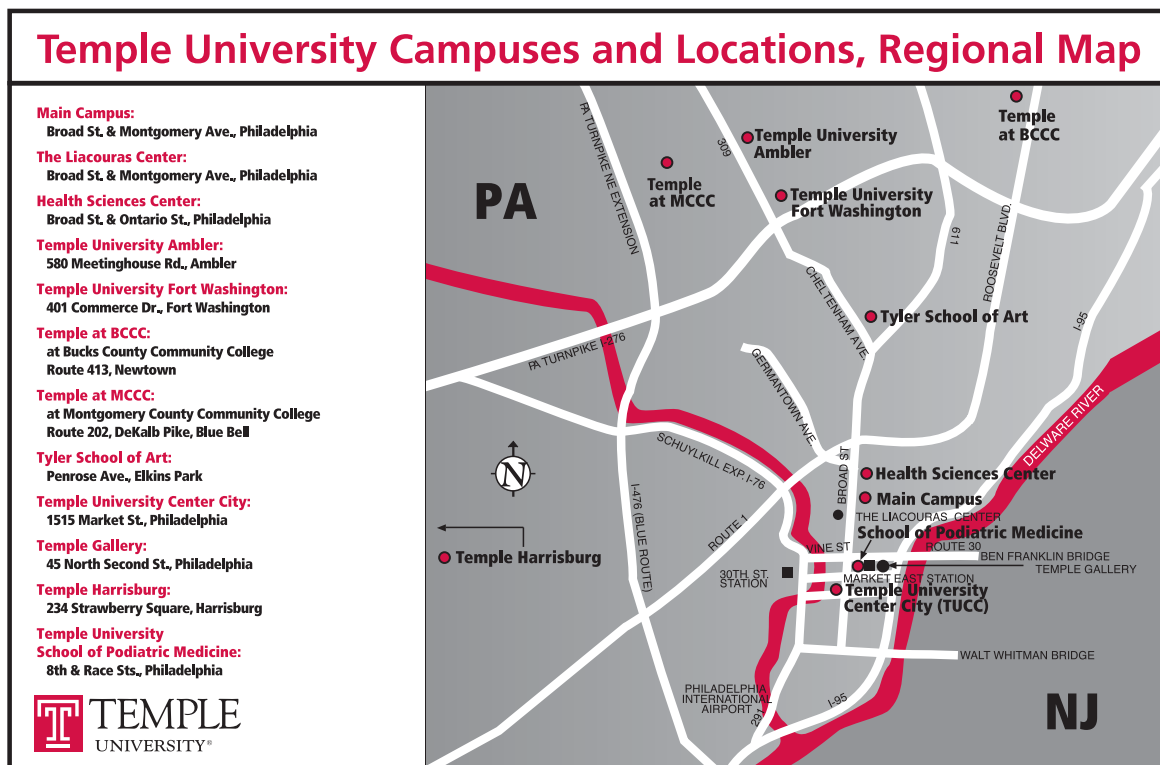 Temple University Campuses and Locations, Regional Map
Main Campus:
Broad St. & Montgomery Ave., Philadelphia
The Liacouras Center:
Broad St. & Montgomery Ave., Philadelphia
Health Sciences Center:
Broad St. & Ontario St., Philadelphia
Temple University Ambler:
580 Meetinghouse Rd., Ambler
Temple University Fort Washington:
401 Commerce Dr., Fort Washington
Temple at BCCC:
at Bucks County Community College
Route 413, Newtown
Temple at MCCC:
at Montgomery County Community College
Route 202, DeKalb Pike, Blue Bell
Tyler School of Art:
Penrose Ave., Elkins Park
Temple University Center City:
1515 Market St., Philadelphia
Temple Gallery:
45 North Second St., Philadelphia
Temple Harrisburg:
234 Strawberry Square, Harrisburg
Temple University
School of Podiatric Medicine:
8th & Race Sts., Philadelphia
T
TEMPLE
UNIVERSITY®
PA
NJ
N
PA TURNPIKE NE EXTENSION
309
Temple
at MCCC
Temple University
Ambler
Temple University
Fort Washington
Temple
at BCCC
611
ROOSEVELT BLVD.
I-95
CHELTENHAM AVE.
Tyler School of Art
PA TURNPIKE I-276
GERMANTOWN AVE.
DELWARE RIVER
SCHUYLKILL EXP. I-76
BROAD ST.
Health Sciences Center
Main Campus
THE LIACOURAS CENTER
School of Podiatric Medicine
I-476 (BLUE ROUTE)
ROUTE 1
Temple Harrisburg
VINE ST
ROUTE 30
BEN FRANKLIN BRIDGE
TEMPLE GALLERY
30TH. ST.
STATION
MARKET EAST STATION
Temple University
Center City (TUCC)
WALT WHITMAN BRIDGE
PHILADELPHIA
INTERNATIONAL
AIRPORT
291
I-95